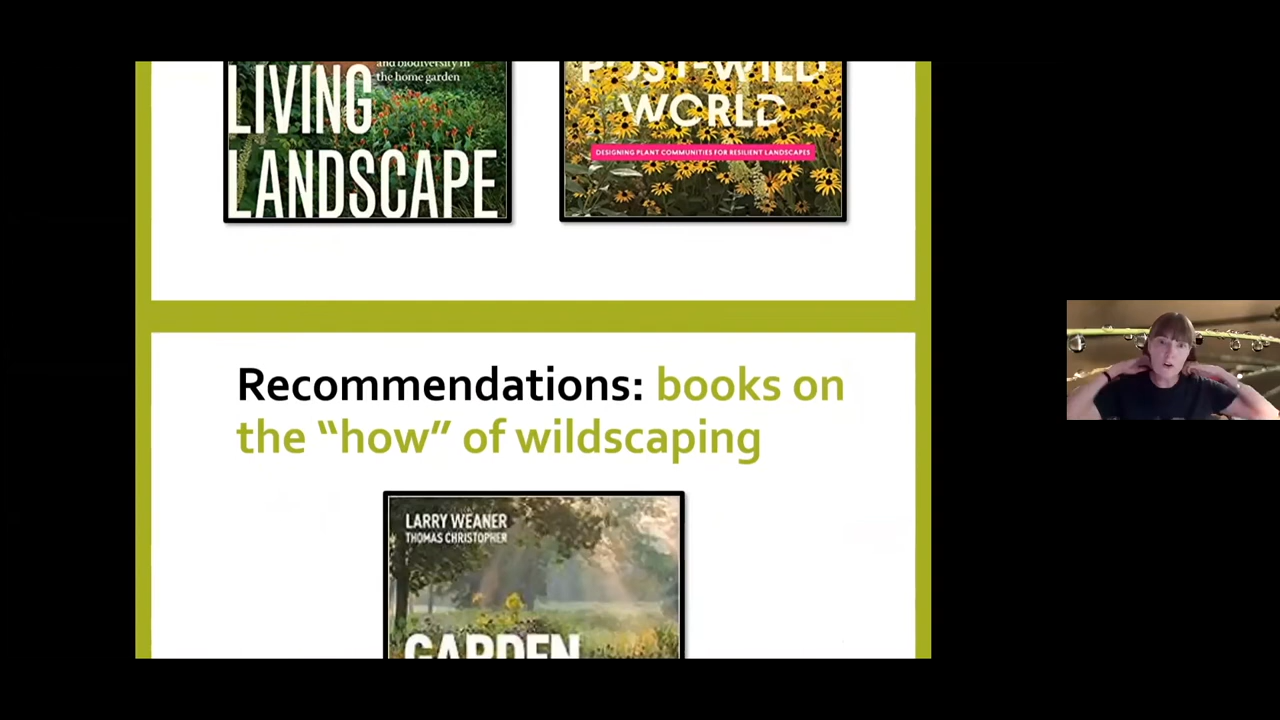 and biodiversity in
the home garden
LIVING
LANDSCAPE
POST-WILD
WORLD
DESIGNING PLANT COMMUNITIES FOR RESILIENT LANDSCAPES
Recommendations: books on
the “how” of wildscaping
LARRY WEANER
THOMAS CHRISTOPHER
GARDEN